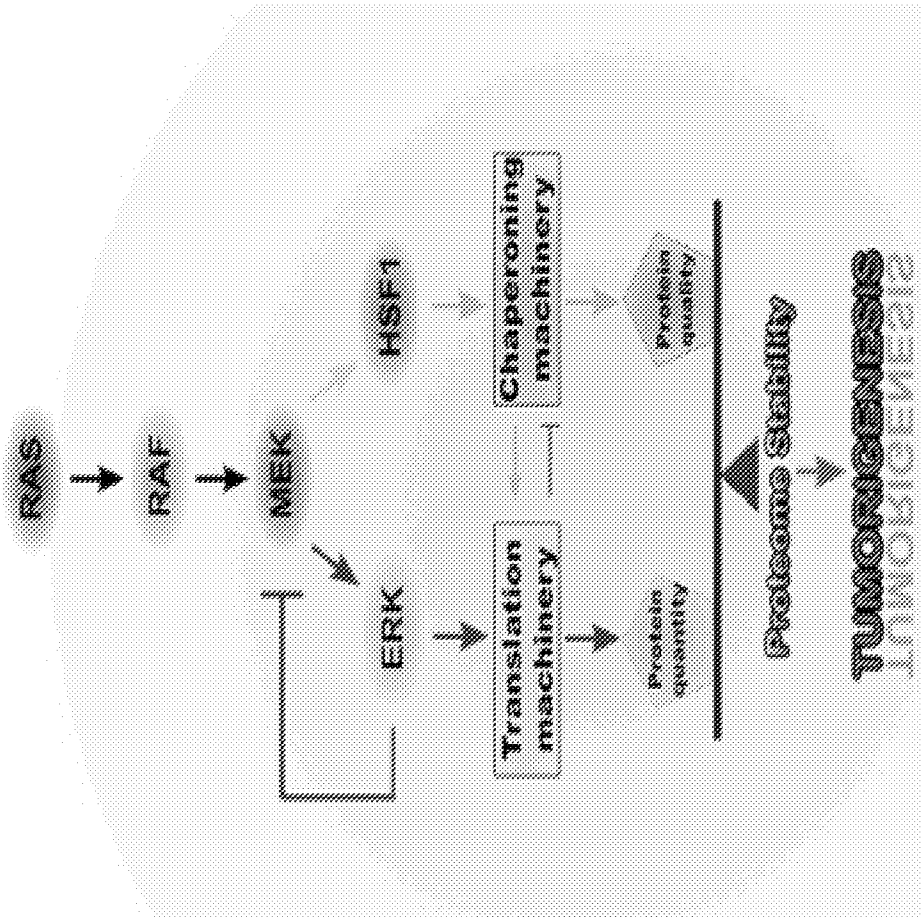 RAS
RAF
MEK
ERK
HSF1
Translation
machinery
Chaperoning
machinery
Protein
quantity
Protein
quality
Proteome Stability
TUMORIGENESIS